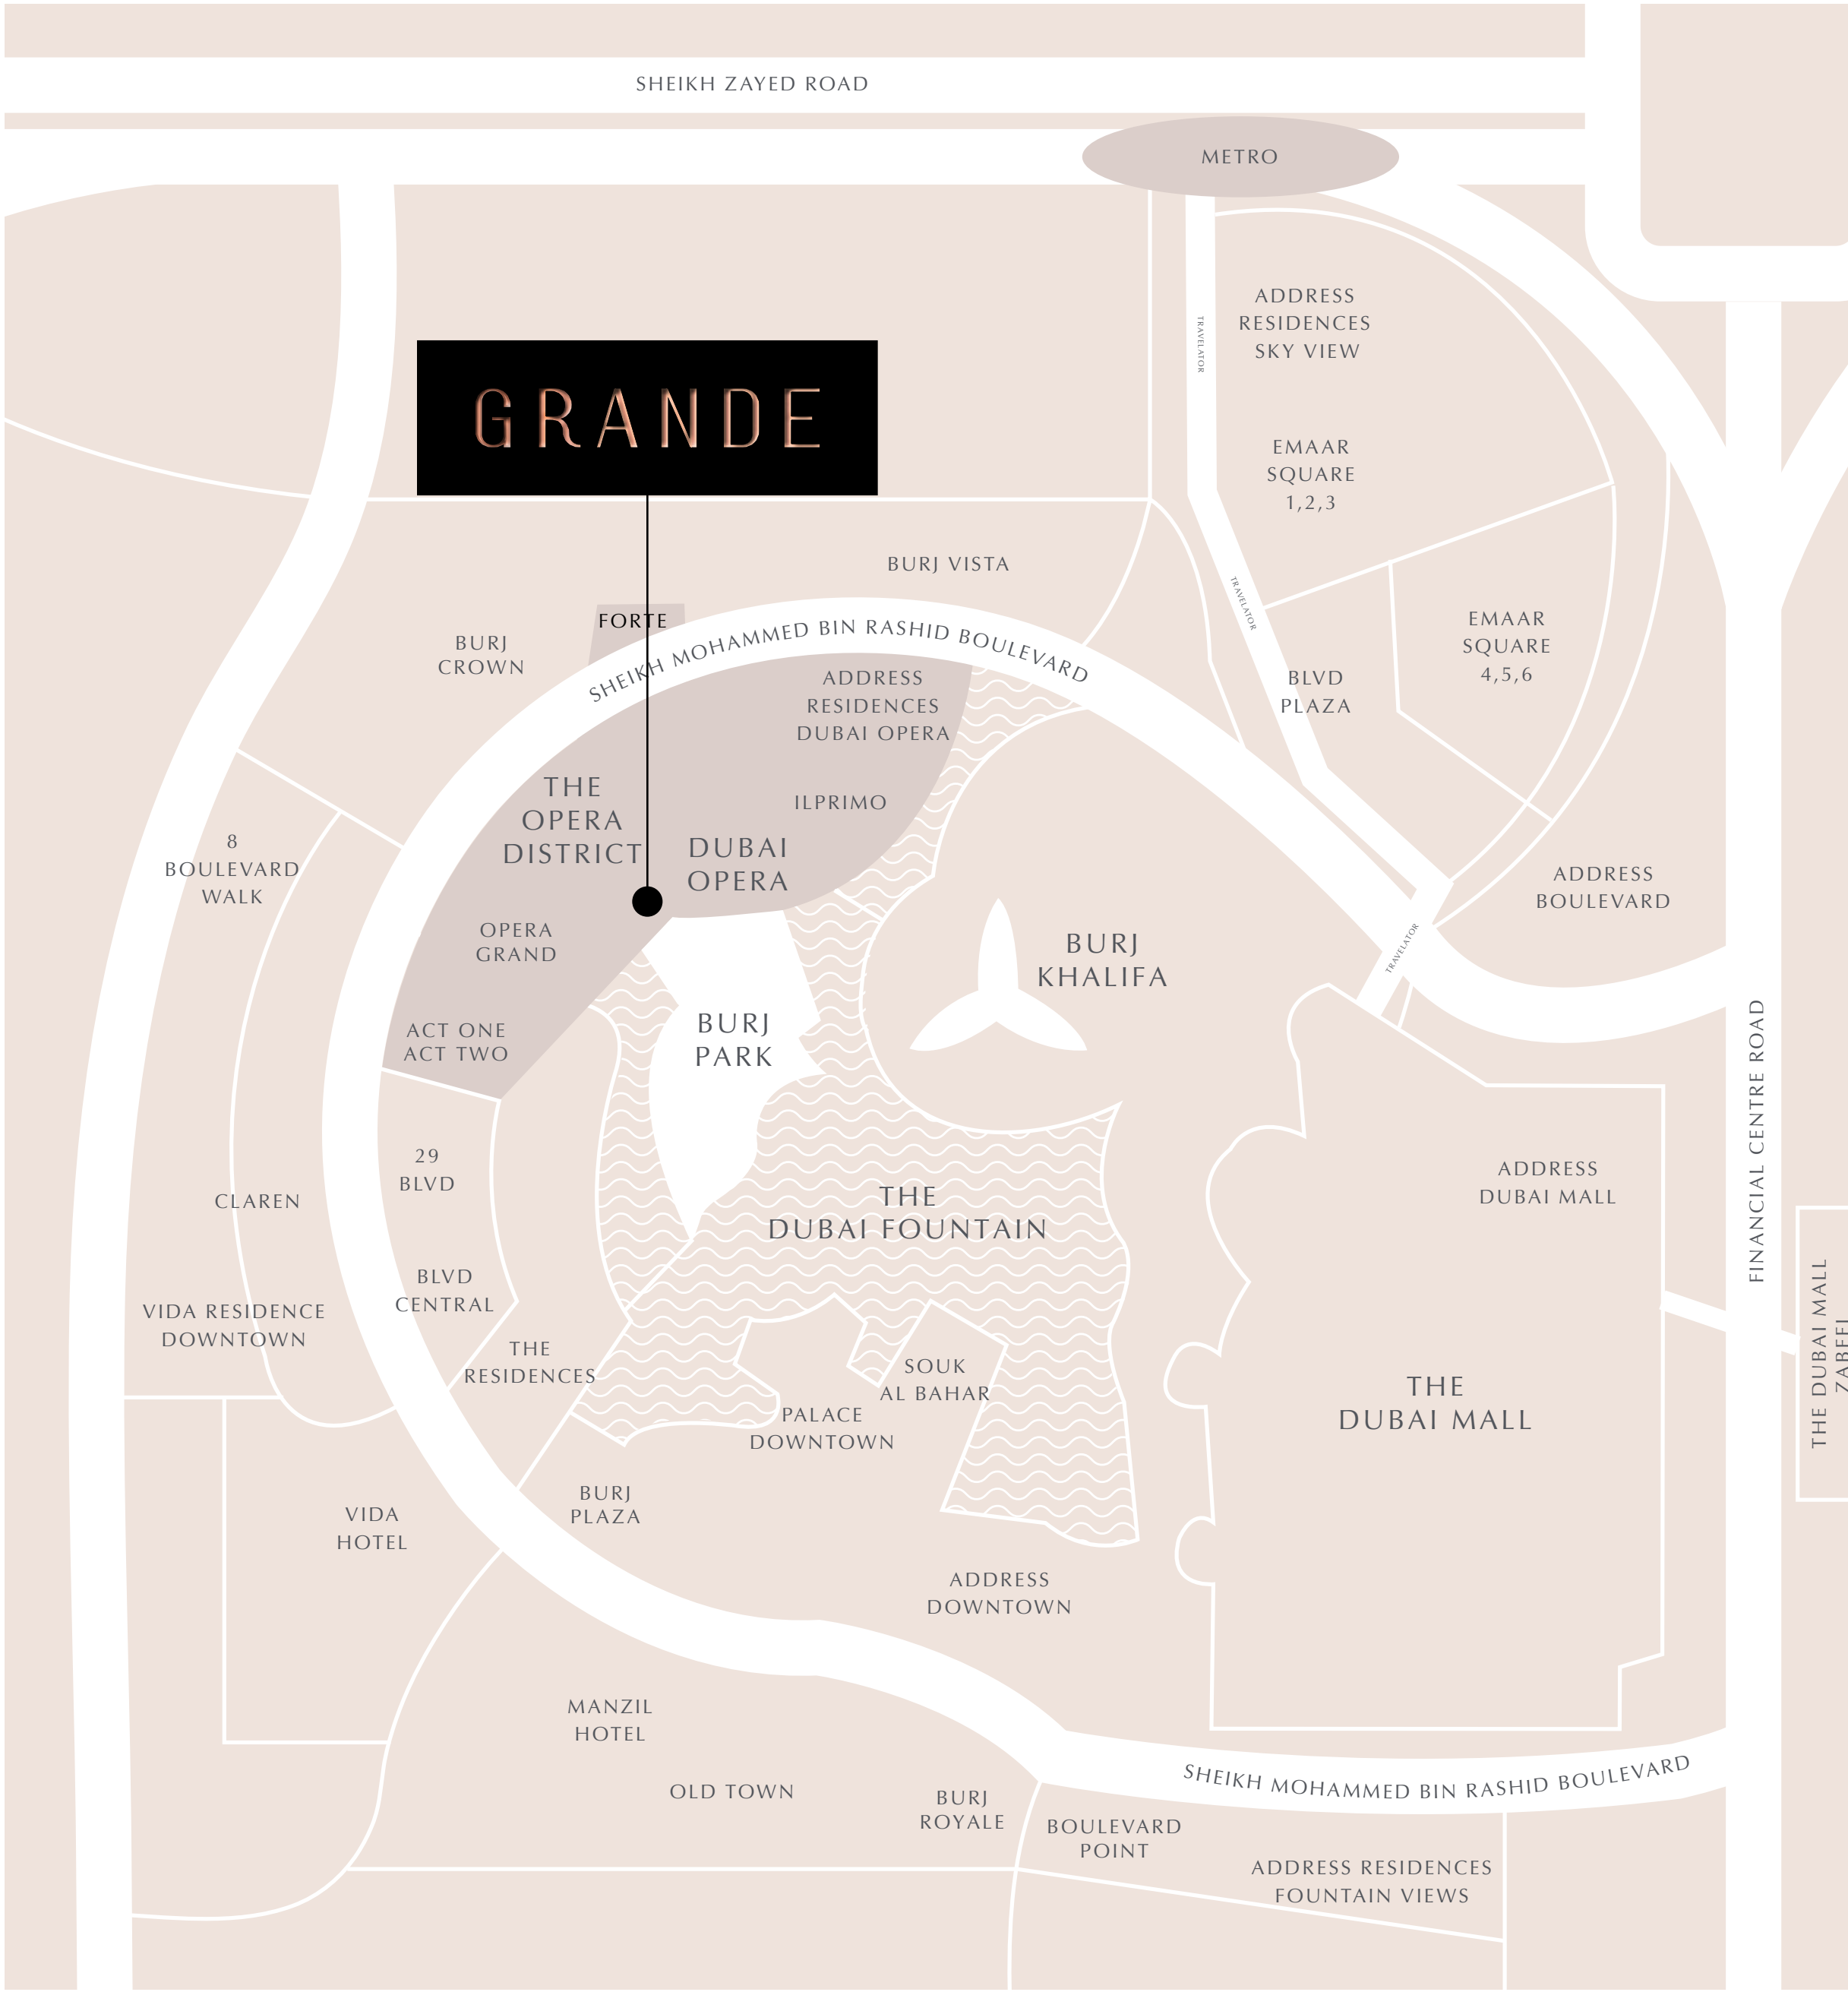 SHEIKH ZAYED ROAD
METRO
ADDRESS
RESIDENCES
SKY VIEW
TRAVELATOR
GRANDE
EMAAR
SQUARE
1,2,3
BURJ VISTA
TRAVELATOR
FORTE
SHEIKH MOHAMMED BIN RASHID BOULEVARD
BURJ
CROWN
EMAAR
SQUARE
4,5,6
ADDRESS
RESIDENCES
DUBAI OPERA
BLVD
PLAZA
THE
OPERA
DISTRICT
ILPRIMO
DUBAI
OPERA
8
BOULEVARD
WALK
ADDRESS
BOULEVARD
OPERA
GRAND
BURJ
KHALIFA
TRAVELATOR
ACT ONE
ACT TWO
BURJ
PARK
FINANCIAL CENTRE ROAD
29
BLVD
ADDRESS
DUBAI MALL
CLAREN
THE
DUBAI FOUNTAIN
BLVD
CENTRAL
VIDA RESIDENCE
DOWNTOWN
THE
RESIDENCES
SOUK
AL BAHAR
THE DUBAI MALL
ZABEEL
PALACE
DOWNTOWN
THE
DUBAI MALL
BURJ
PLAZA
VIDA
HOTEL
ADDRESS
DOWNTOWN
MANZIL
HOTEL
OLD TOWN
BURJ
ROYALE
SHEIKH MOHAMMED BIN RASHID BOULEVARD
BOULEVARD
POINT
ADDRESS RESIDENCES
FOUNTAIN VIEWS